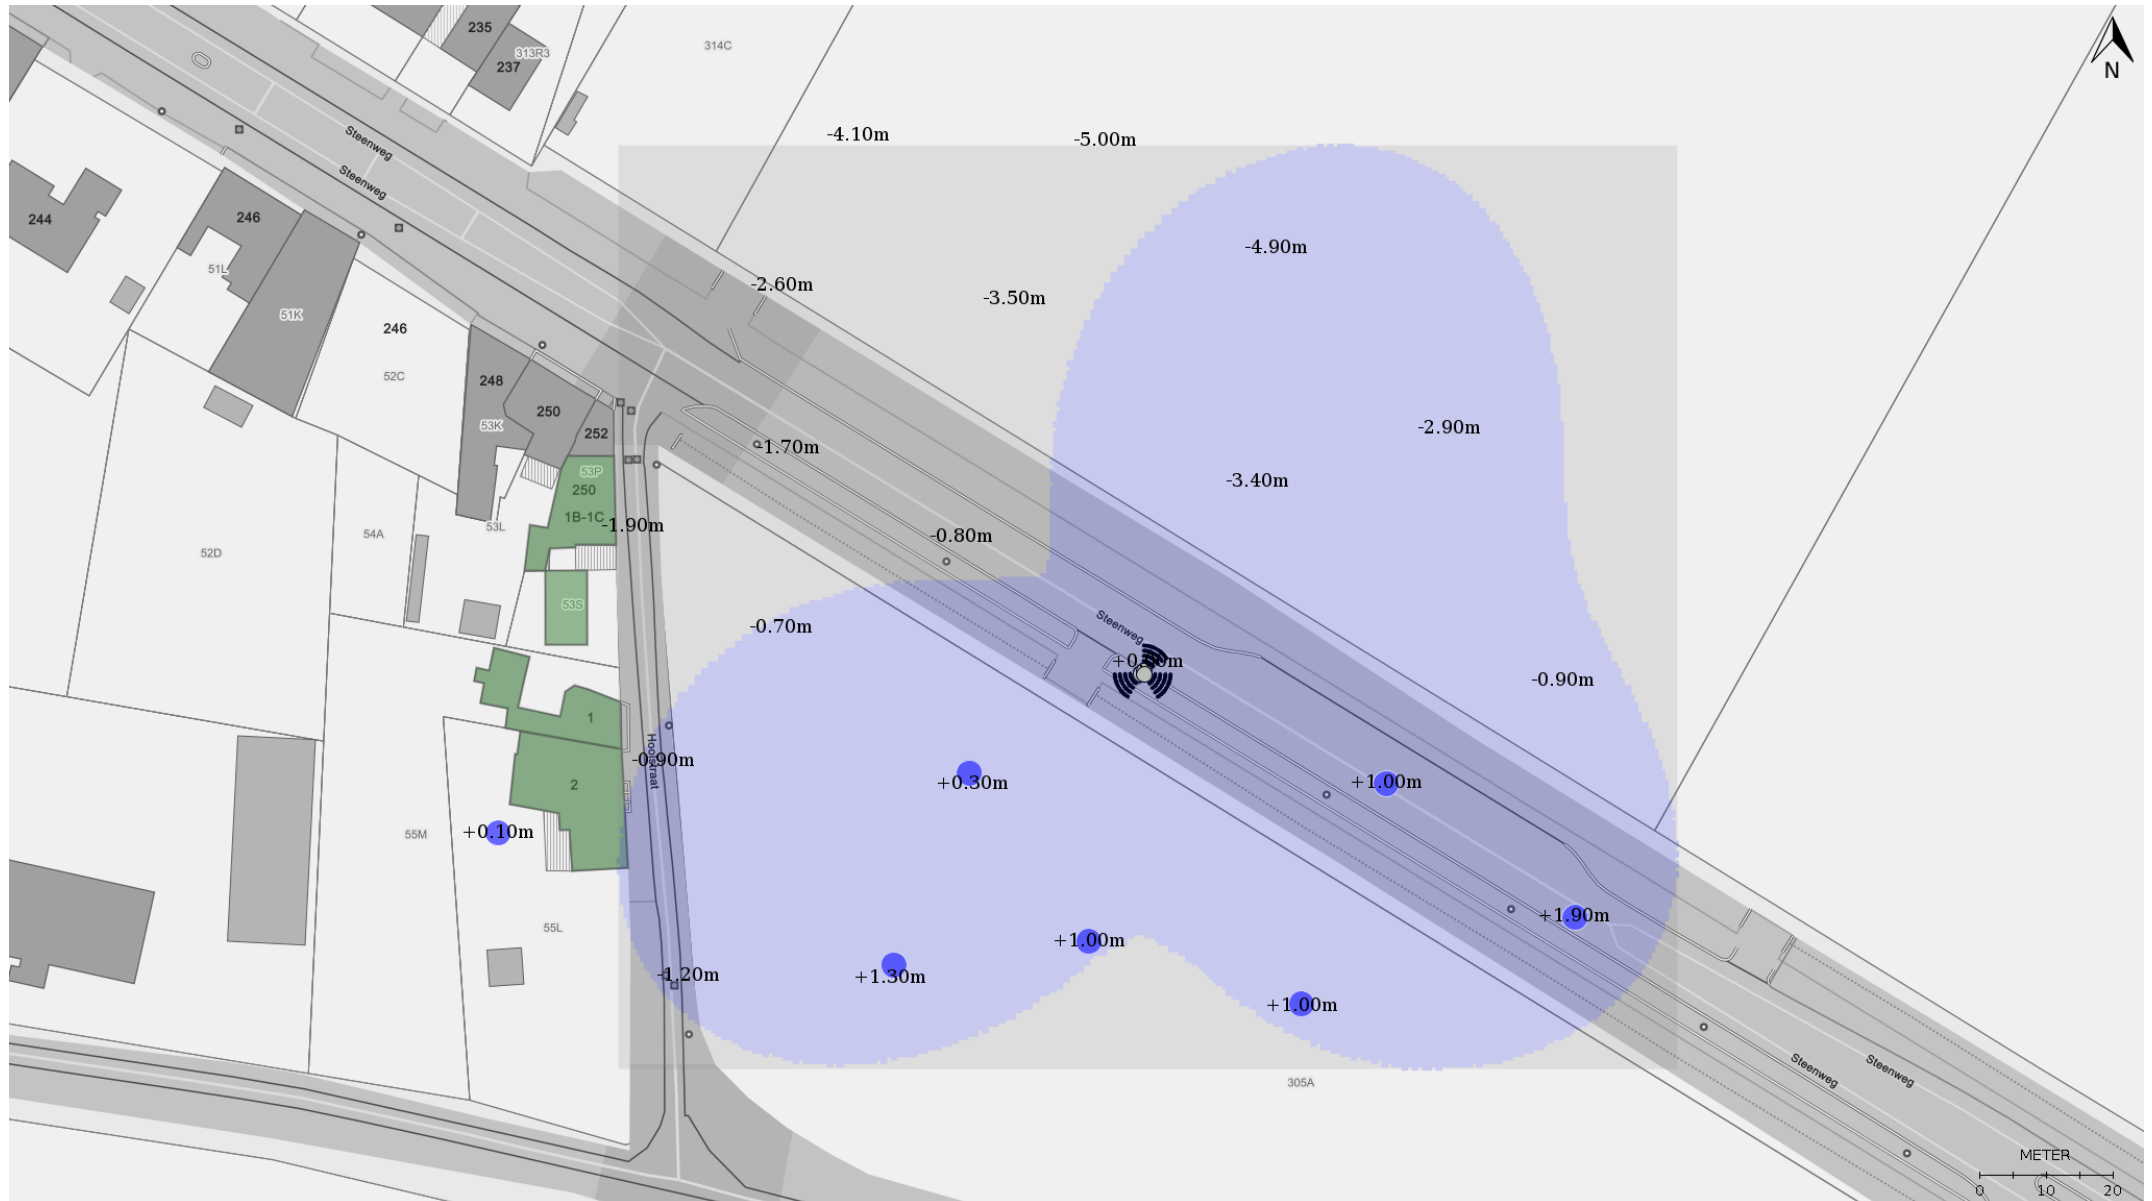 235
313R3
237
314C
N
-4.10m
-5.00m
Steenweg
Steenweg
244
246
51L
-4.90m
-2.60m
-3.50m
51K
246
52C
248
250
53K
252
-2.90m
-1.70m
53P
250
-3.40m
1B-1C
-1.90m
53L
54A
52D
-0.80m
53S
-0.70m
Steenweg
-0.90m
1
Hoolstraat
-0.90m
2
+0.30m
+1.00m
+0.10m
55M
+1.90m
55L
+1.00m
-1.20m
+1.30m
+1.00m
Steenweg
Steenweg
305A
METER
0 10 20